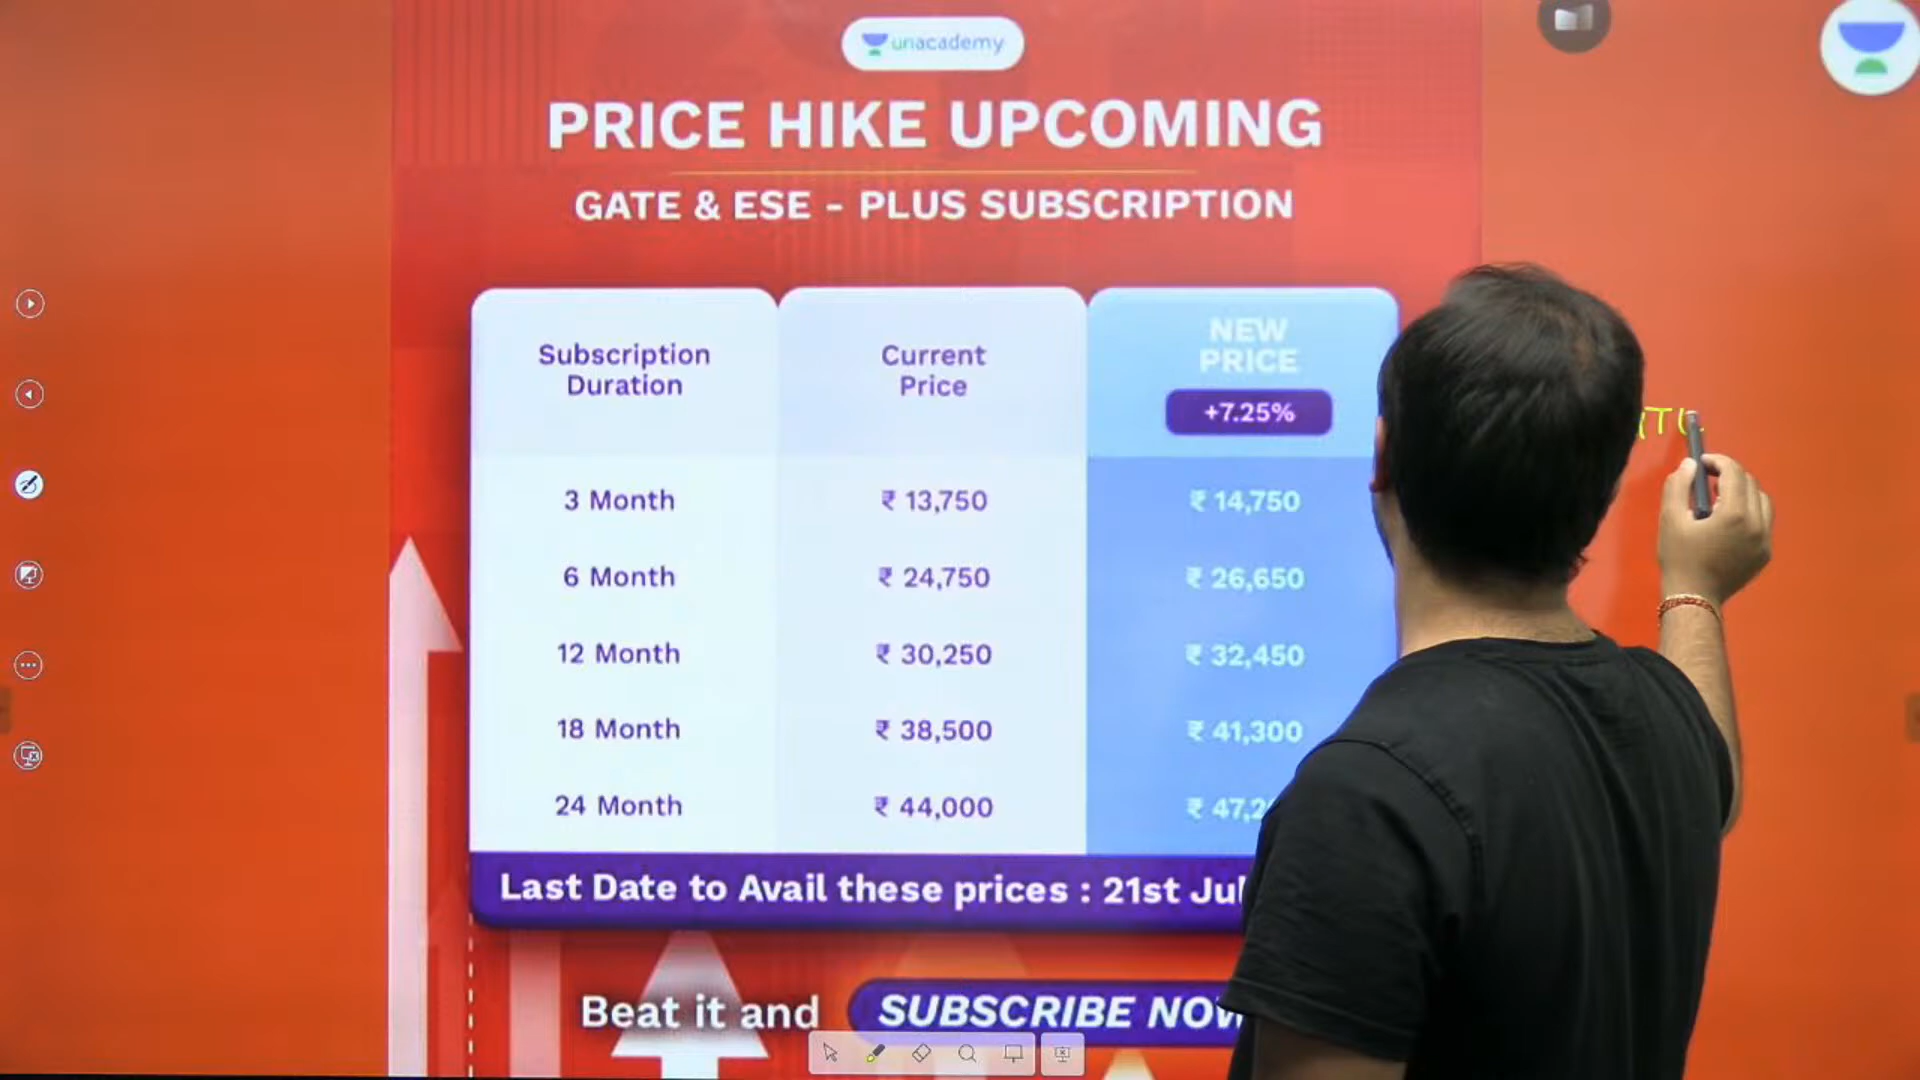 unacademy
PRICE HIKE UPCOMING
GATE & ESE - PLUS SUBSCRIPTION
Subscription Duration
Current Price
NEW PRICE
+7.25%
3 Month ₹ 13,750 ₹ 14,750
6 Month ₹ 24,750 ₹ 26,650
12 Month ₹ 30,250 ₹ 32,450
18 Month ₹ 38,500 ₹ 41,300
24 Month ₹ 44,000
Last Date to Avail these prices : 21st
Beat it and SUBSCRIBE NOW